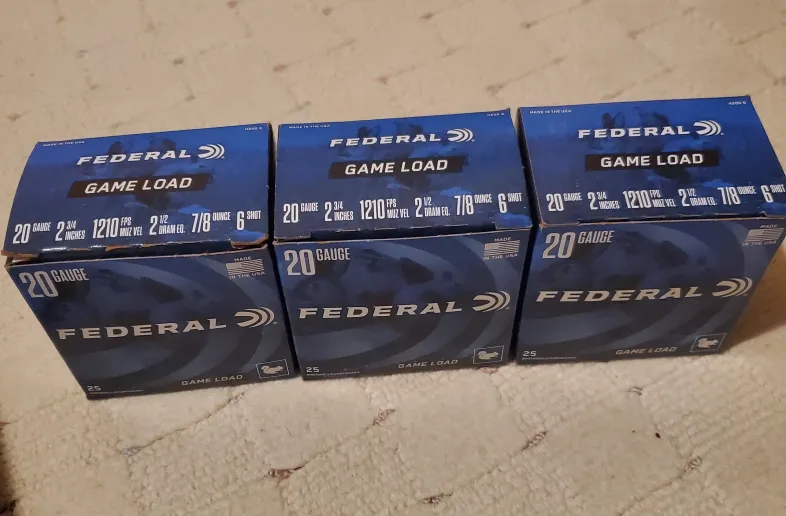 MADE IN THE USA
FEDERAL
GAME LOAD
20 GAUGE 2 3/4 INCHES 1210 FPS MUZ VEL 2 1/2 DRAM EQ. 7/8 OUNCE 6 SHOT
20 GAUGE
MADE IN THE USA
FEDERAL
25
GAME LOAD
MADE IN THE USA
FEDERAL
GAME LOAD
20 GAUGE 2 3/4 INCHES 1210 FPS MUZ VEL 2 1/2 DRAM EQ. 7/8 OUNCE 6 SHOT
20 GAUGE
MADE IN THE USA
FEDERAL
25
GAME LOAD
MADE IN THE USA
FEDERAL
GAME LOAD
20 GAUGE 2 3/4 INCHES 1210 FPS MUZ VEL 2 1/2 DRAM EQ. 7/8 OUNCE 6 SHOT
20 GAUGE
MADE IN THE USA
FEDERAL
25
GAME LOAD